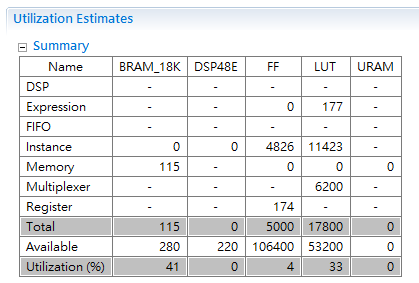 Utilization Estimates
Summary
Name BRAM_18K DSP48E FF LUT URAM
DSP - - - - -
Expression - - 0 177 -
FIFO - - - - -
Instance 0 0 4826 11423 -
Memory 115 - 0 0 0
Multiplexer - - - 6200 -
Register - - 174 - -
Total 115 0 5000 17800 0
Available 280 220 106400 53200 0
Utilization (%) 41 0 4 33 0